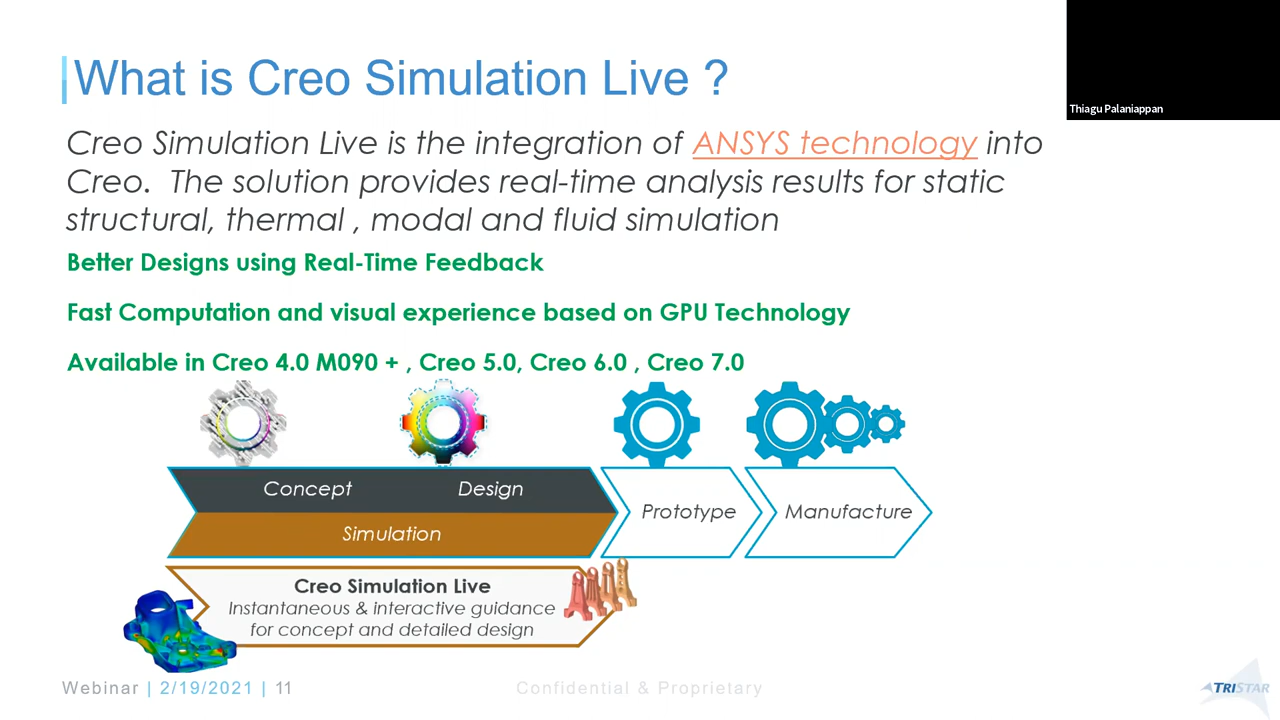 What is Creo Simulation Live ?
Thiagu Palaniappan
Creo Simulation Live is the integration of ANSYS technology into
Creo. The solution provides real-time analysis results for static
structural, thermal , modal and fluid simulation
Better Designs using Real-Time Feedback
Fast Computation and visual experience based on GPU Technology
Available in Creo 4.0 M090 + , Creo 5.0, Creo 6.0 , Creo 7.0
Concept Design
Simulation
Prototype
Manufacture
Creo Simulation Live
Instantaneous & interactive guidance
for concept and detailed design
Webinar | 2/19/2021 | 11
Confidential & Proprietary
TRISTAR